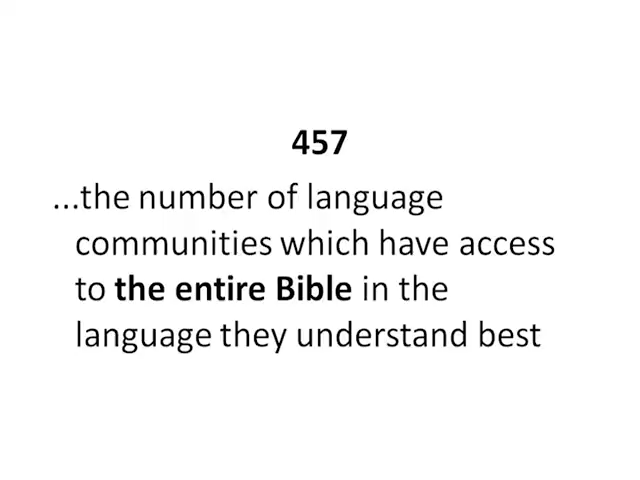 457
...the number of language
communities which have access
to the entire Bible in the
language they understand best